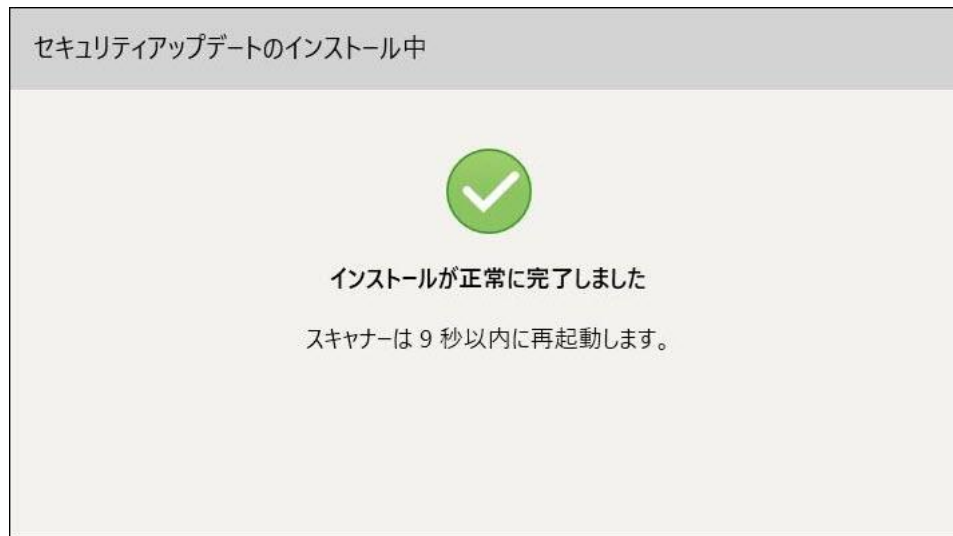 セキュリティアップデートのインストール中
インストールが正常に完了しました
スキャナーは 9 秒以内に再起動します。